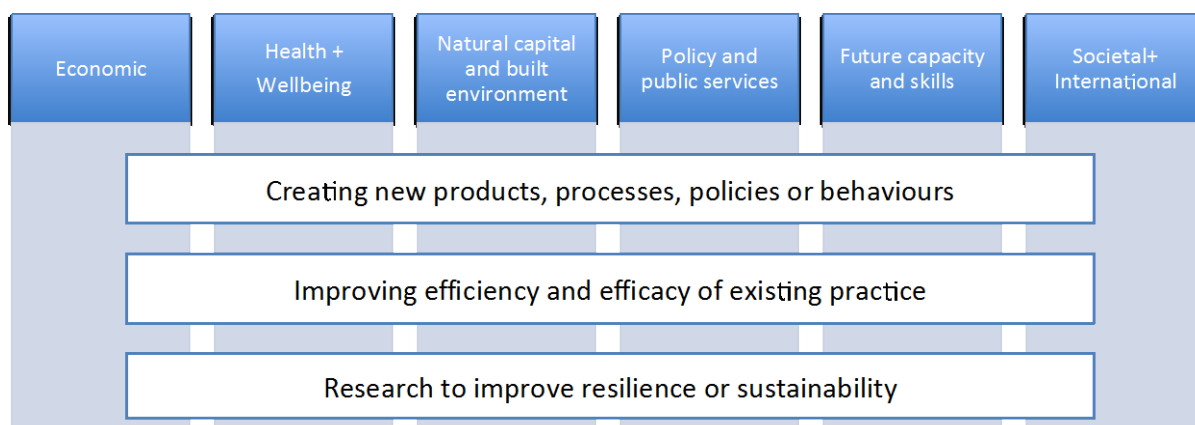 Economic
Health +
Wellbeing
Natural capital
and built
environment
Policy and
public services
Future capacity
and skills
Societal+
International
Creating new products, processes, policies or behaviours
Improving efficiency and efficacy of existing practice
Research to improve resilience or sustainability